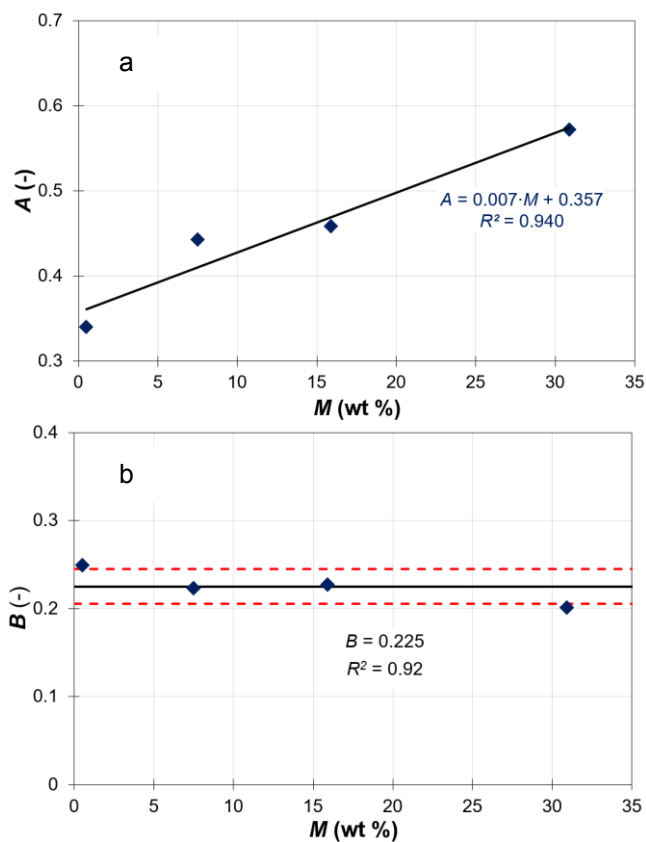 a
0.7
0.6
0.5
0.4
0.3
A (-)
A = 0.007·M + 0.357
R² = 0.940
0 5 10 15 20 25 30 35
M (wt %)
b
0.4
0.3
0.2
0.1
0
B (-)
B = 0.225
R² = 0.92
0 5 10 15 20 25 30 35
M (wt %)